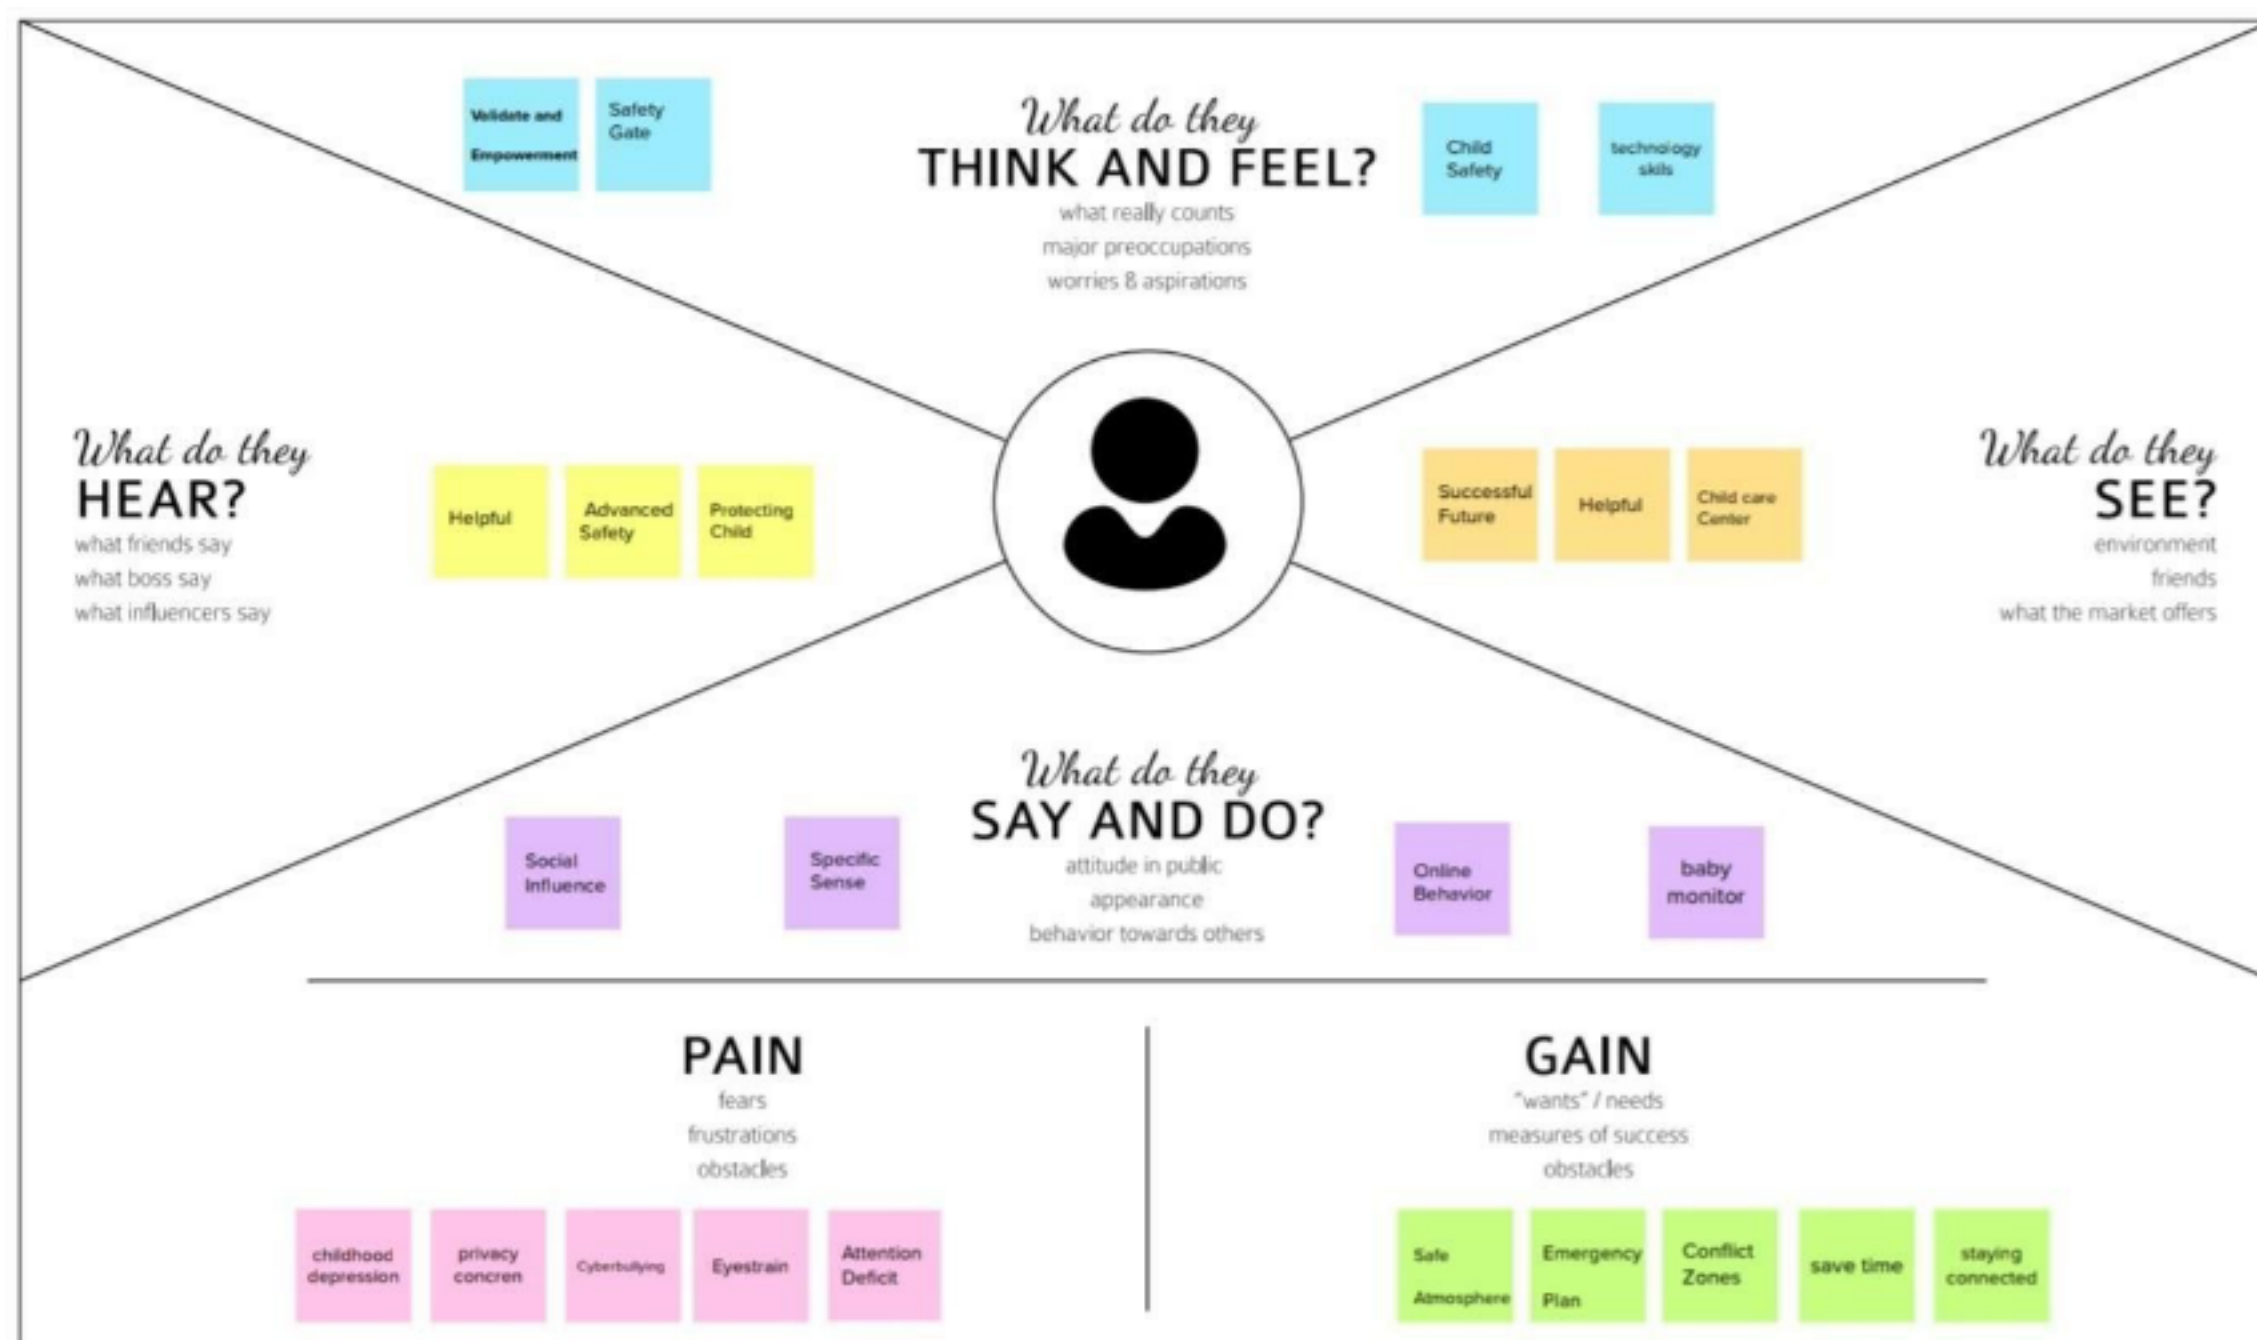 Validate and
Empowerment
Safety
Gate
What do they
THINK AND FEEL?
what really counts
major preoccupations
worries & aspirations
Child
Safety
technology
skils
What do they
HEAR?
what friends say
what boss say
what influencers say
Helpful
Advanced
Safety
Protecting
Child
Successful
Future
Helpful
Child care
Center
What do they
SEE?
environment
friends
what the market offers
What do they
SAY AND DO?
attitude in public
appearance
behavior towards others
Social
Influence
Specific
Sense
Online
Behavior
baby
monitor
PAIN
fears
frustrations
obstacles
childhood
depression
privacy
concren
Cyberbullying
Eyestrain
Attention
Deficit
GAIN
“wants” / needs
measures of success
obstacles
Safe
Atmosphere
Emergency
Plan
Conflict
Zones
save time
staying
connected